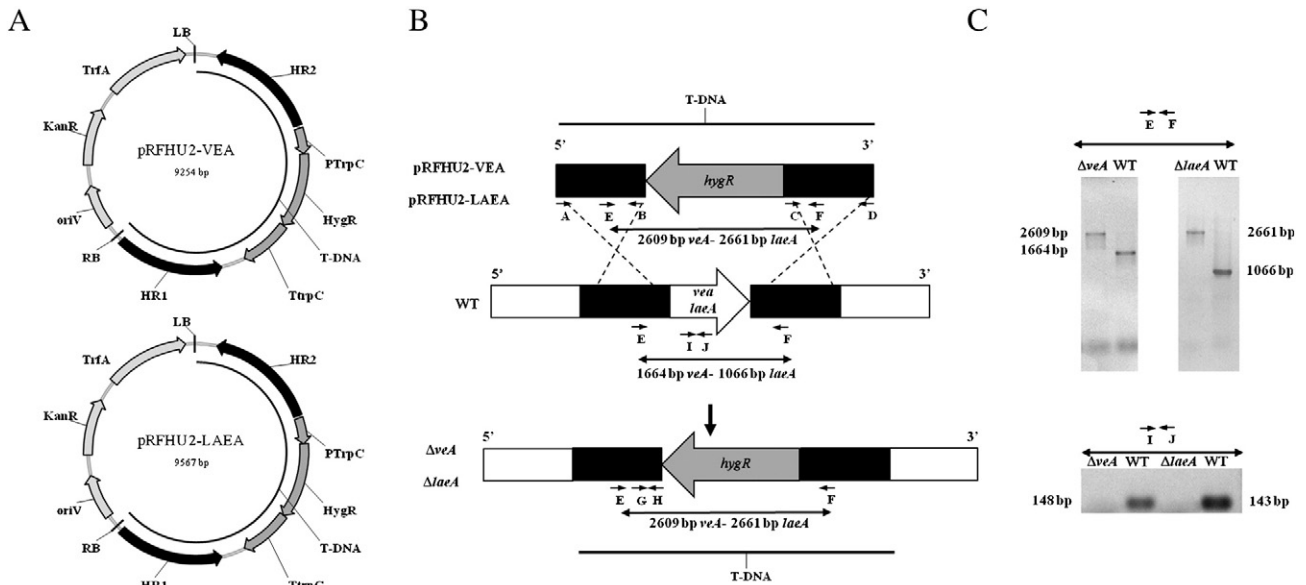 A
LB
HR2
TrfA
KanR
PTrpC
pRFHU2-VEA
9254 bp
oriV
HygR
RB
T-DNA
HR1
TtrpC
LB
HR2
TrfA
KanR
PTrpC
pRFHU2-LAEA
9567 bp
oriV
HygR
RB
T-DNA
HR1
TtrpC
B
T-DNA
5’ 3’
pRFHU2-VEA
hygR
pRFHU2-LAEA
A E B C F D
2609 bp veA- 2661 bp laeA
5’ 3’
WT
vea
laeA
E I J F
1664 bp veA- 1066 bp laeA
5’ 3’
ΔveA
hygR
ΔlaeA
E G H F
2609 bp veA- 2661 bp laeA
T-DNA
C
E F
ΔveA WT ΔlaeA WT
2609 bp 2661 bp
1664 bp
1066 bp
I J
ΔveA WT ΔlaeA WT
148 bp 143 bp